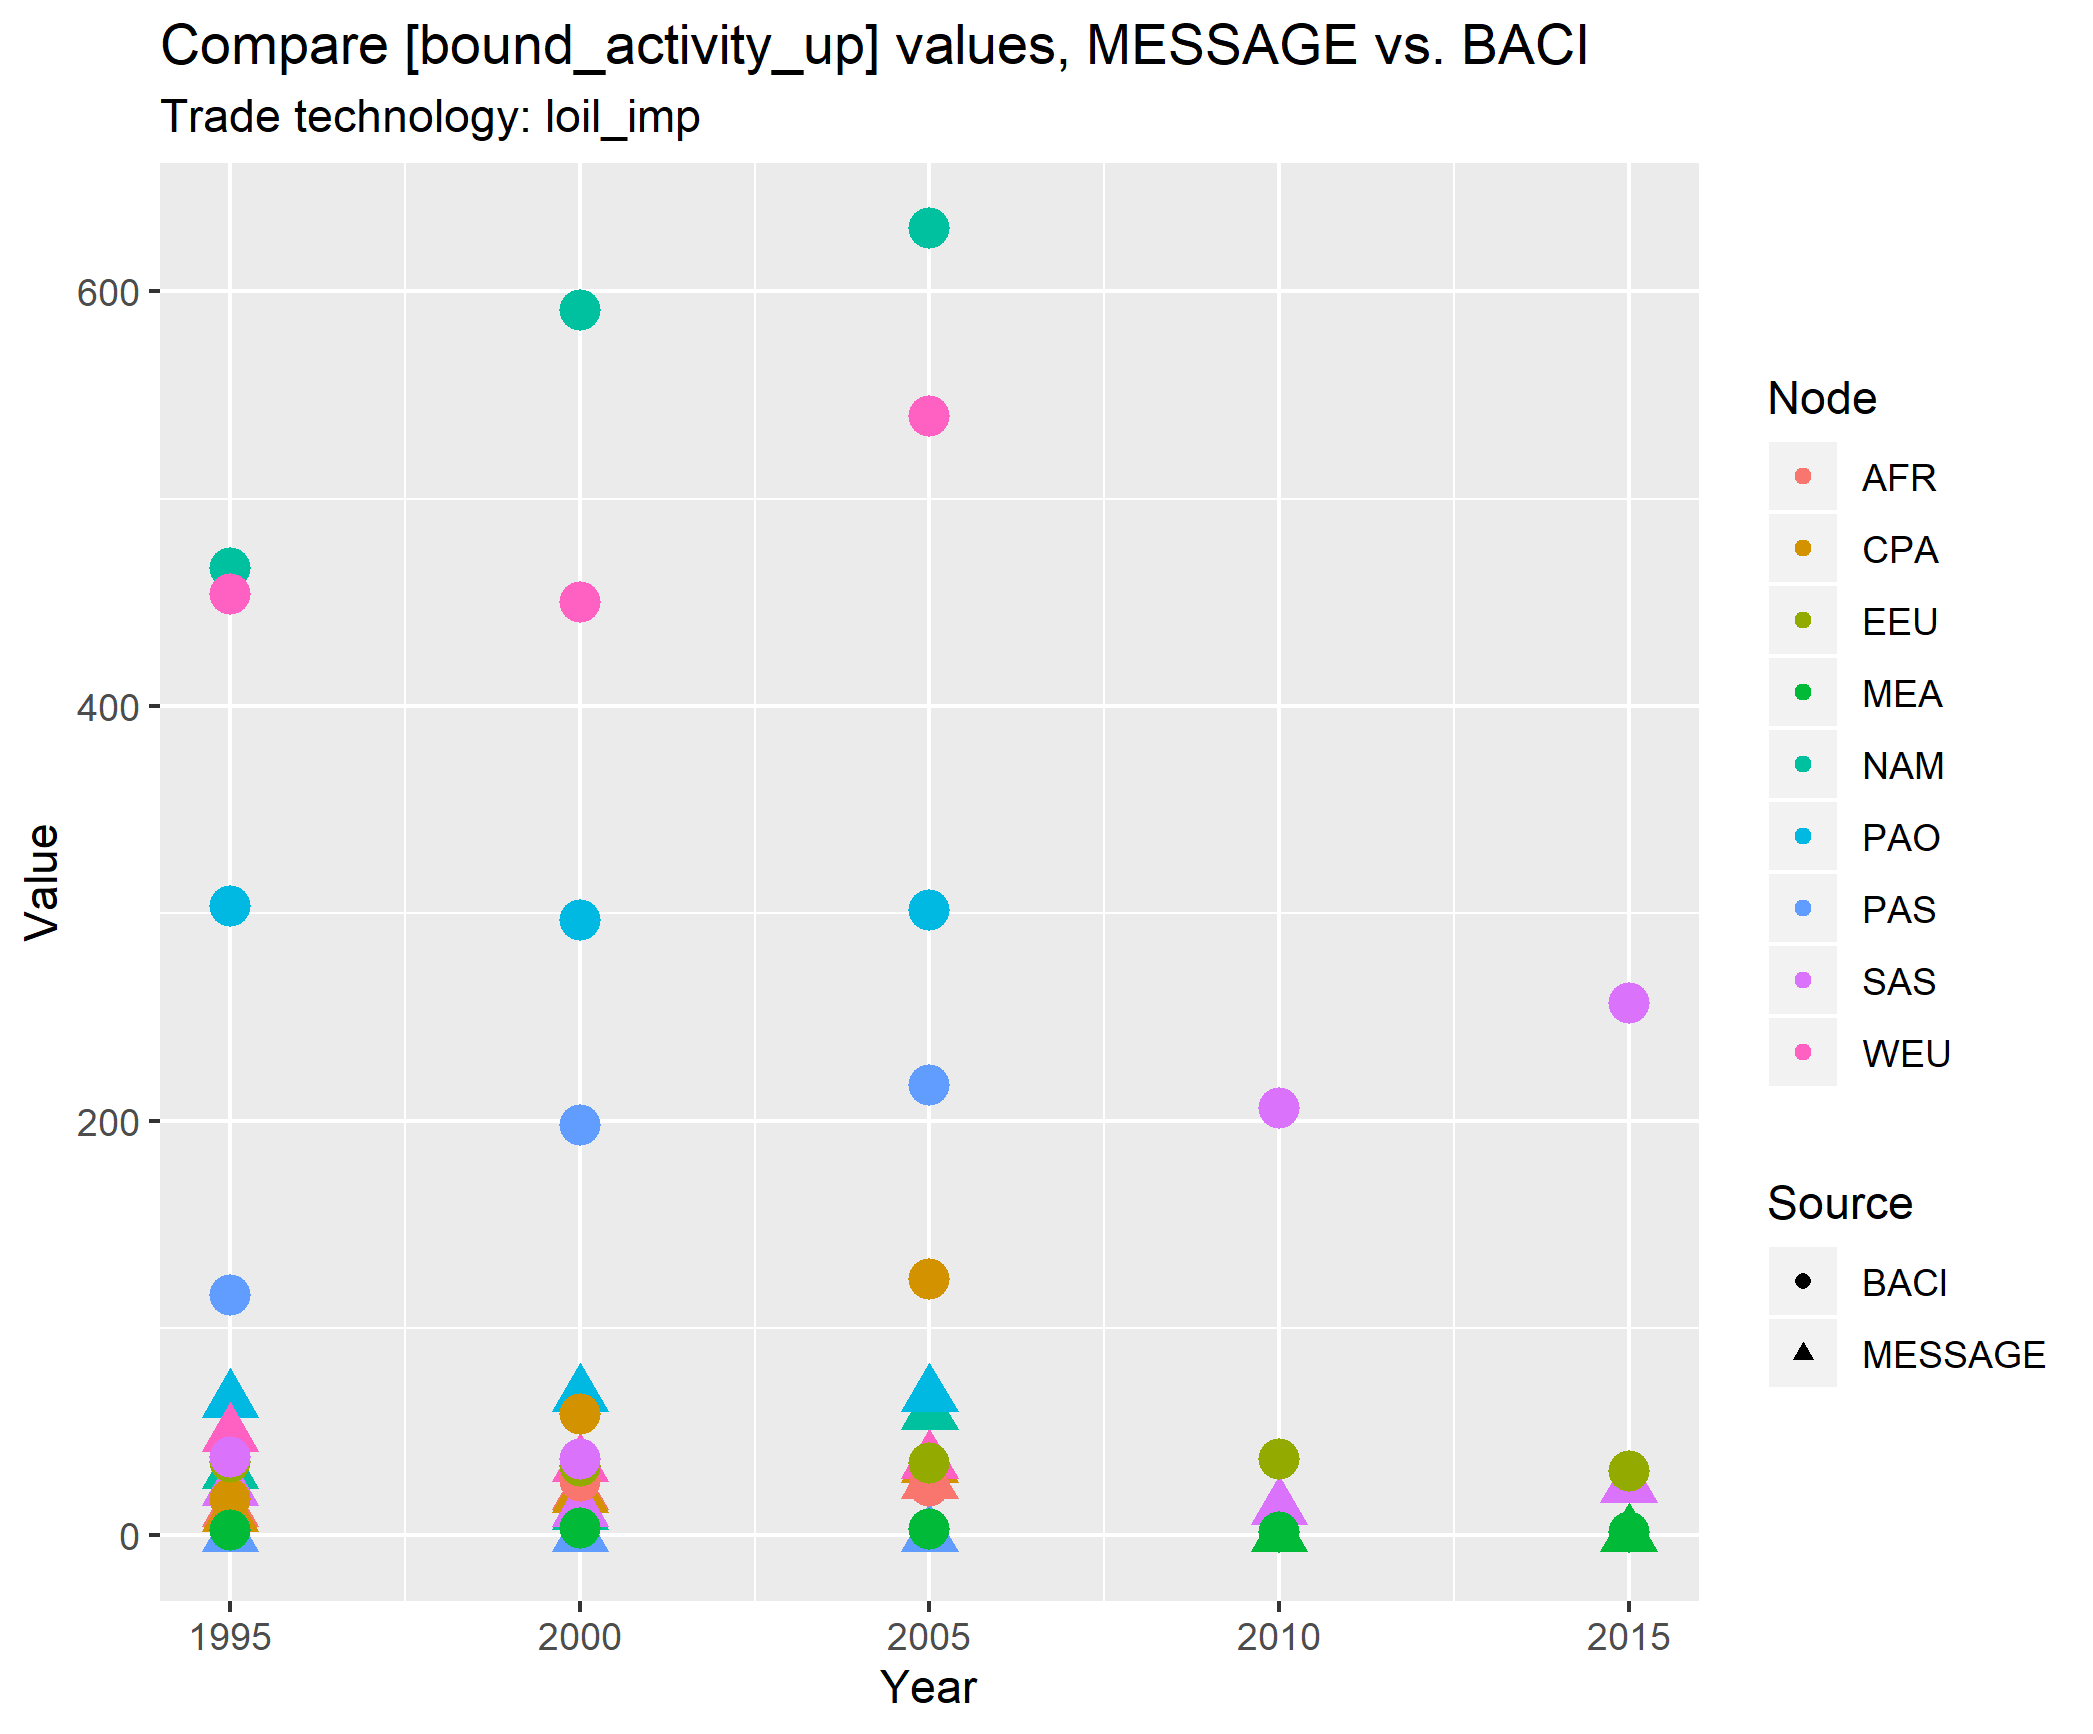 Compare [bound_activity_up] values, MESSAGE vs. BACI
Trade technology: loil_imp
600
400
200
0
Value
1995 2000 2005 2010 2015
Year
Node
AFR
CPA
EEU
MEA
NAM
PAO
PAS
SAS
WEU
Source
BACI
MESSAGE